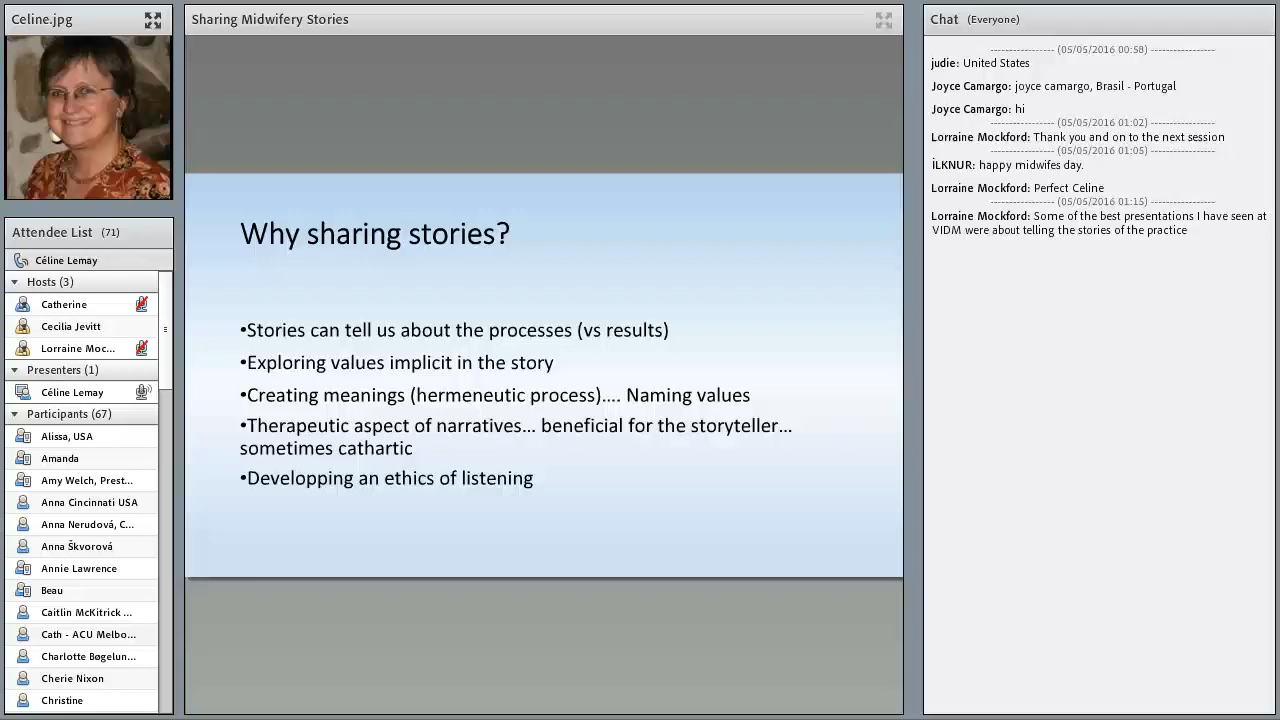 Celine.jpg
Attendee List (71)
Céline Lemay
Hosts (3)
Catherine
Cecilia Jevitt
Lorraine Moc...
Presenters (1)
Céline Lemay
Participants (67)
Alissa, USA
Amanda
Amy Welch, Prest...
Anna Cincinnati USA
Anna Nerudová, C...
Anna Škvorová
Annie Lawrence
Beau
Caitlin McKitrick ...
Cath - ACU Melbo...
Charlotte Bøgelun...
Cherie Nixon
Christine
Sharing Midwifery Stories
Why sharing stories?
•Stories can tell us about the processes (vs results)
•Exploring values implicit in the story
•Creating meanings (hermeneutic process)…. Naming values
•Therapeutic aspect of narratives… beneficial for the storyteller…
sometimes cathartic
•Developping an ethics of listening
Chat (Everyone)
------------------ (05/05/2016 00:58) ------------------
judie: United States
Joyce Camargo: joyce camargo, Brasil - Portugal
Joyce Camargo: hi
------------------ (05/05/2016 01:02) ------------------
Lorraine Mockford: Thank you and on to the next session
------------------ (05/05/2016 01:05) ------------------
İLKNUR: happy midwifes day.
Lorraine Mockford: Perfect Celine
------------------ (05/05/2016 01:15) ------------------
Lorraine Mockford: Some of the best presentations I have seen at
VIDM were about telling the stories of the practice